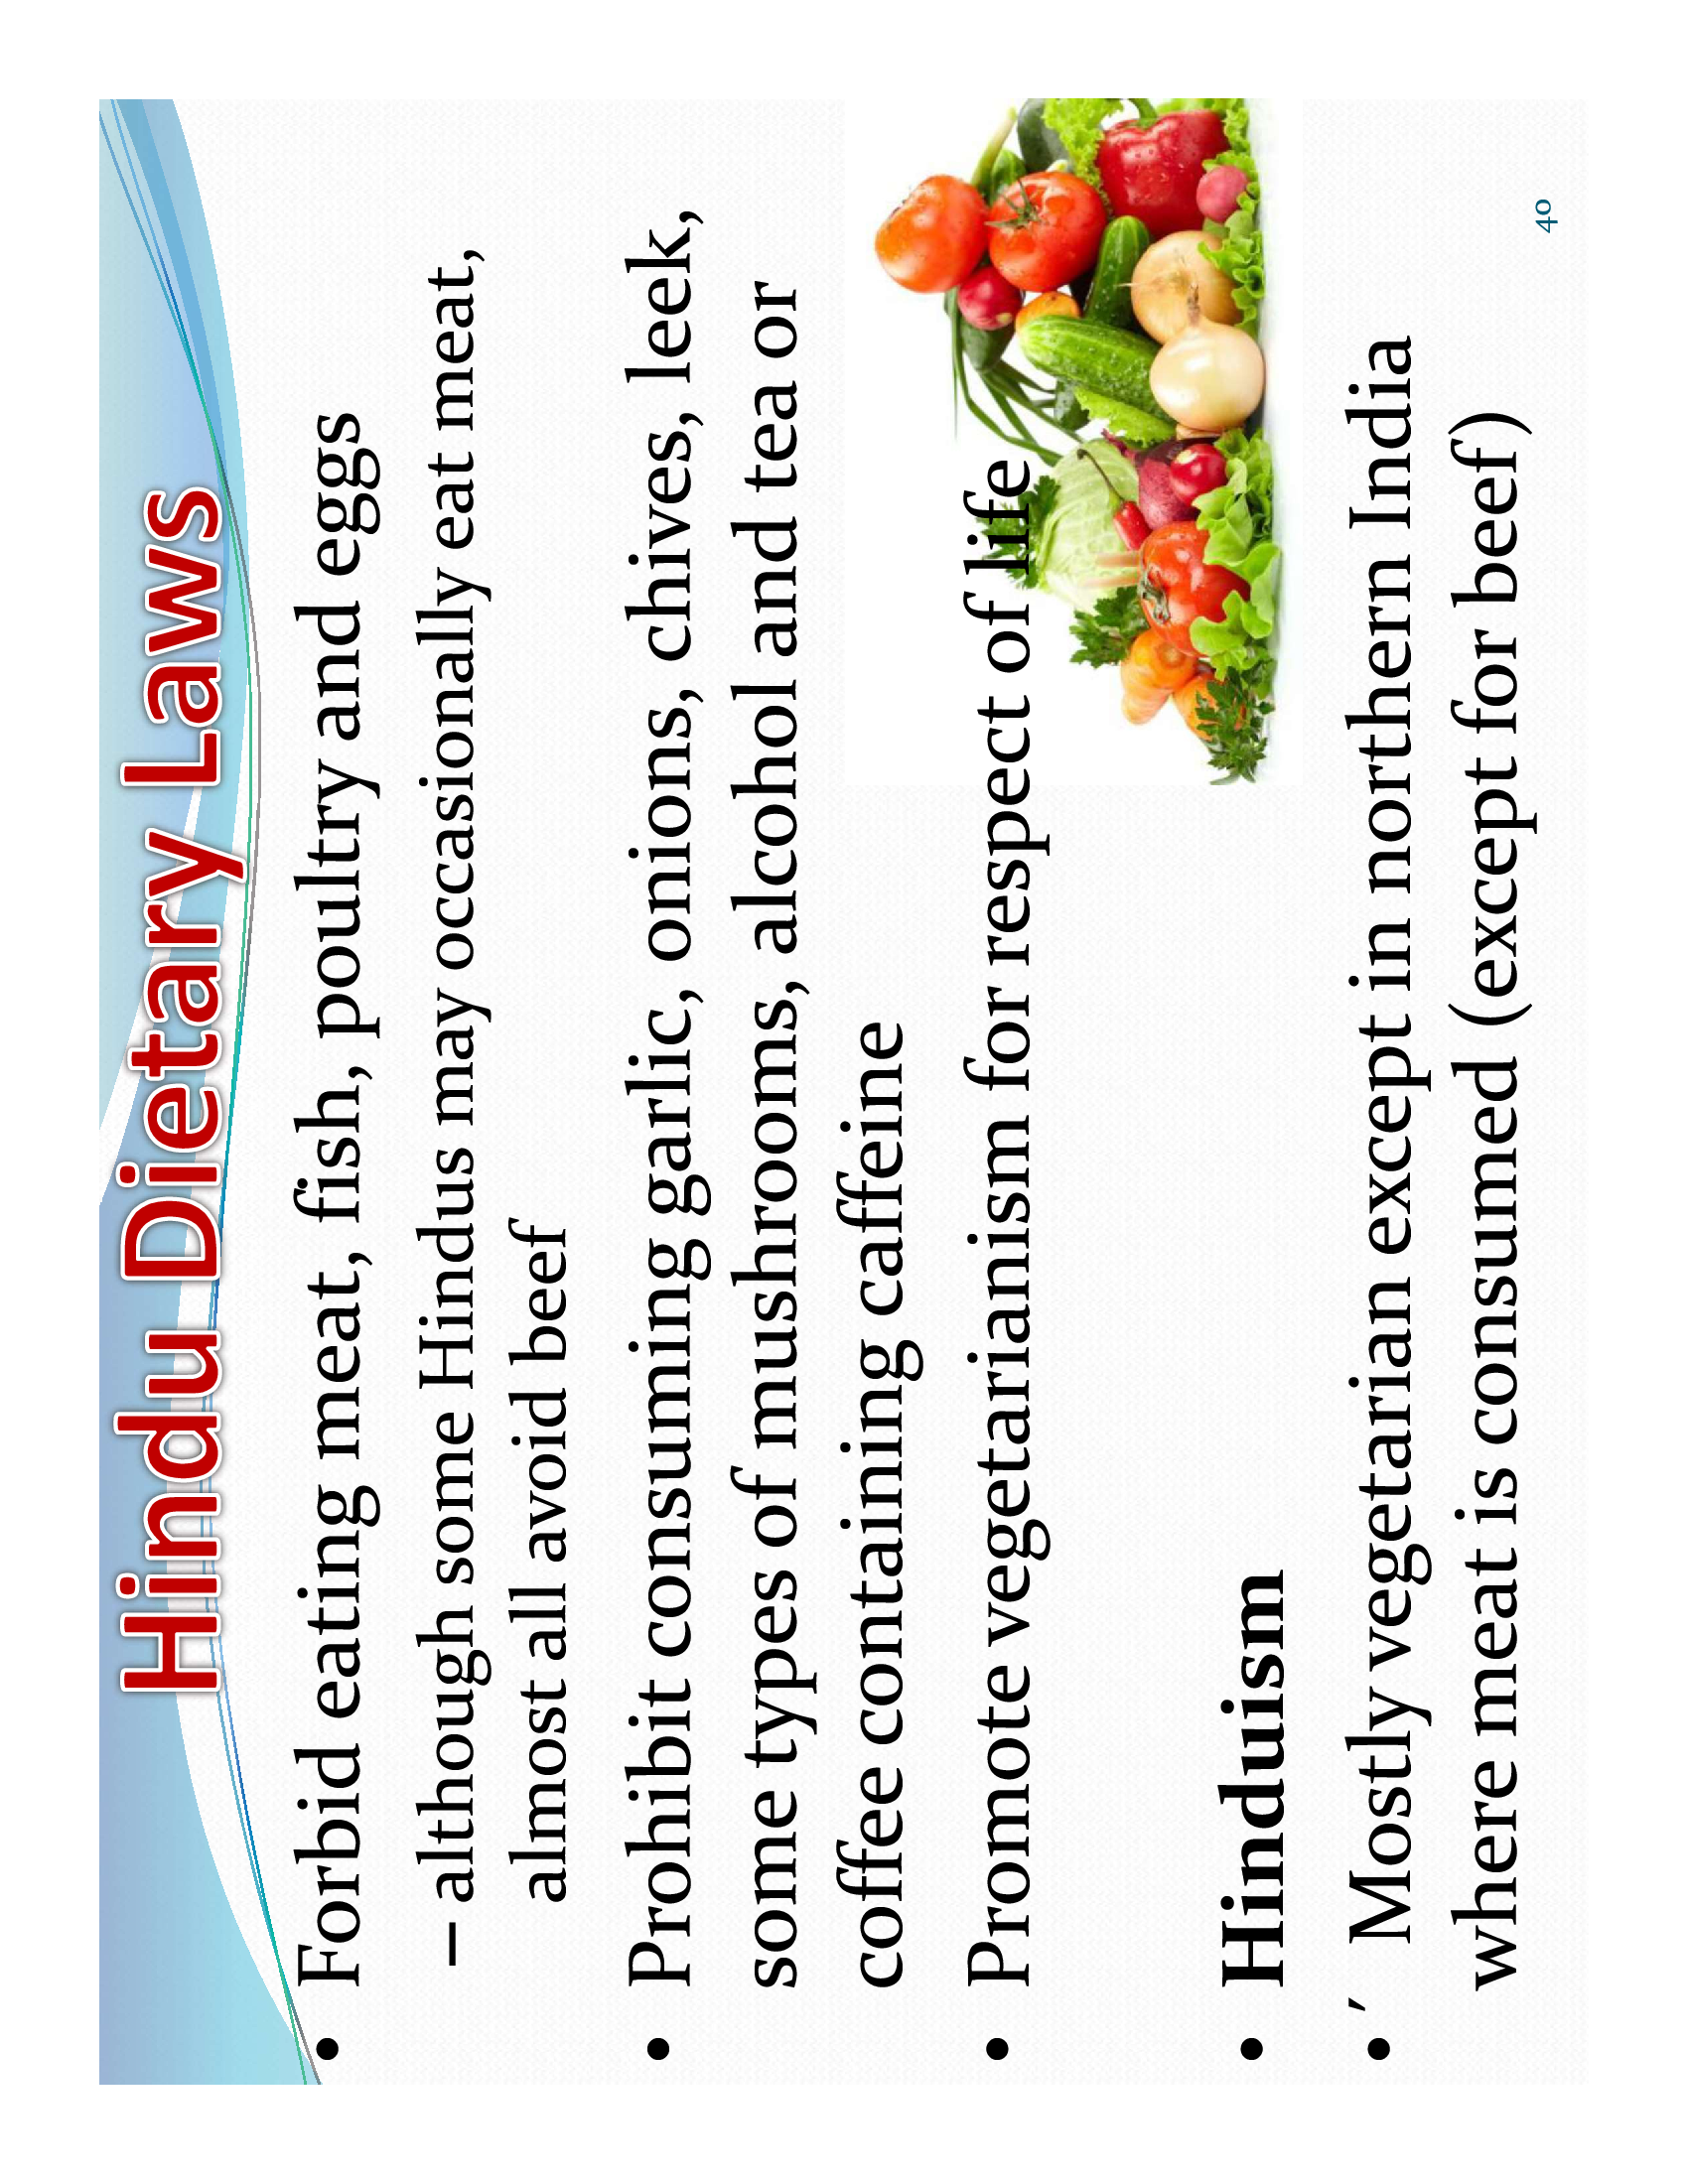 Hindu Dietary Laws
• Forbid eating meat, fish, poultry and eggs
– although some Hindus may occasionally eat meat,
almost all avoid beef
• Prohibit consuming garlic, onions, chives, leek,
some types of mushrooms, alcohol and tea or
coffee containing caffeine
• Promote vegetarianism for respect of life
• Hinduism
• ′ Mostly vegetarian except in northern India
where meat is consumed (except for beef)
40